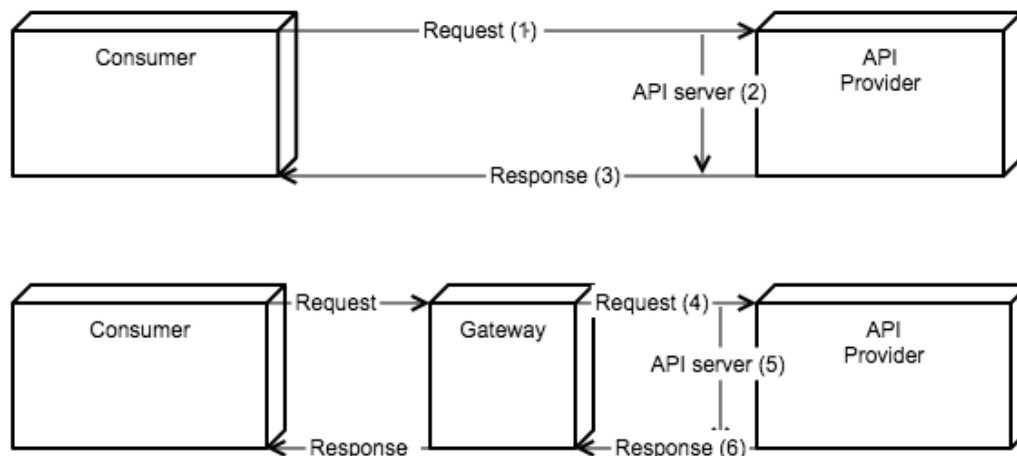 Request (1)
Consumer
API
Provider
API server (2)
Response (3)
Request
Request (4)
Consumer
Gateway
API
Provider
API server (5)
Response
Response (6)